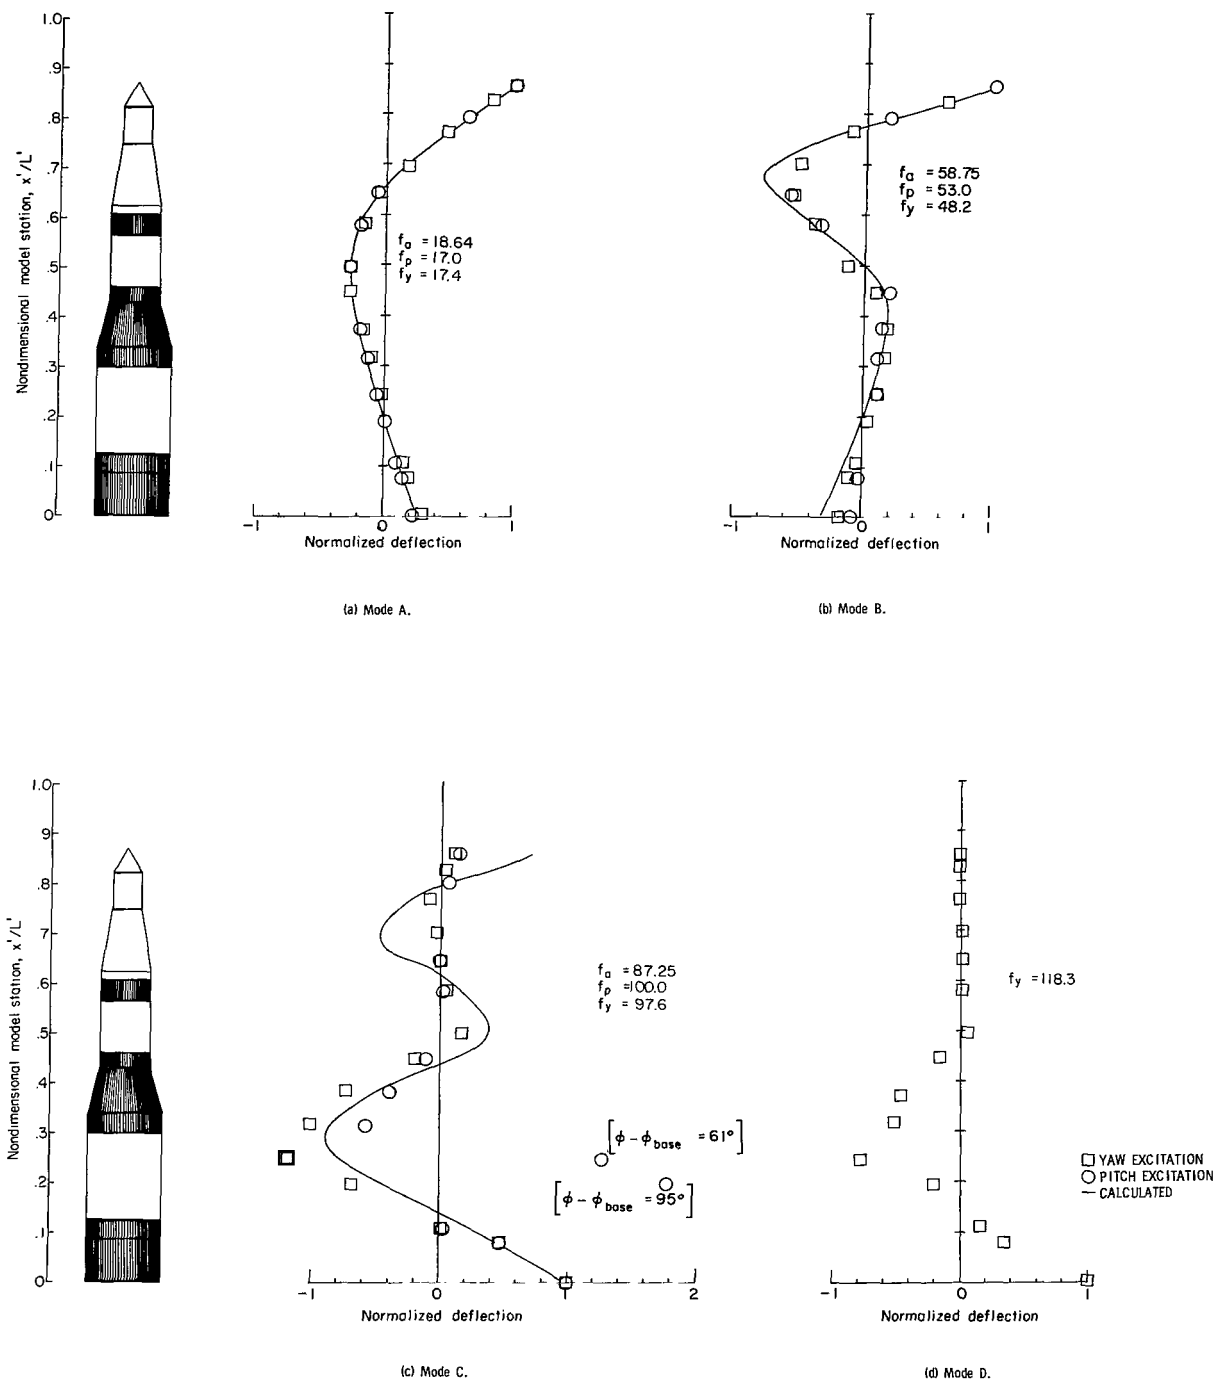 1.0
.9
.8
.7
.6
.5
.4
.3
.2
.1
0
Nondimensional model station, x'/L'
fa = 18.64
fp = 17.0
fy = 17.4
-1 0 1
Normalized deflection
(a) Mode A.
fa = 58.75
fp = 53.0
fy = 48.2
-1 0 1
Normalized deflection
(b) Mode B.
1.0
.9
.8
.7
.6
.5
.4
.3
.2
.1
0
Nondimensional model station, x'/L'
fa = 87.25
fp = 100.0
fy = 97.6
[ϕ - ϕbase = 61°]
[ϕ - ϕbase = 95°]
-1 0 1 2
Normalized deflection
(c) Mode C.
fy = 118.3
-1 0 1
Normalized deflection
(d) Mode D.
YAW EXCITATION
PITCH EXCITATION
CALCULATED